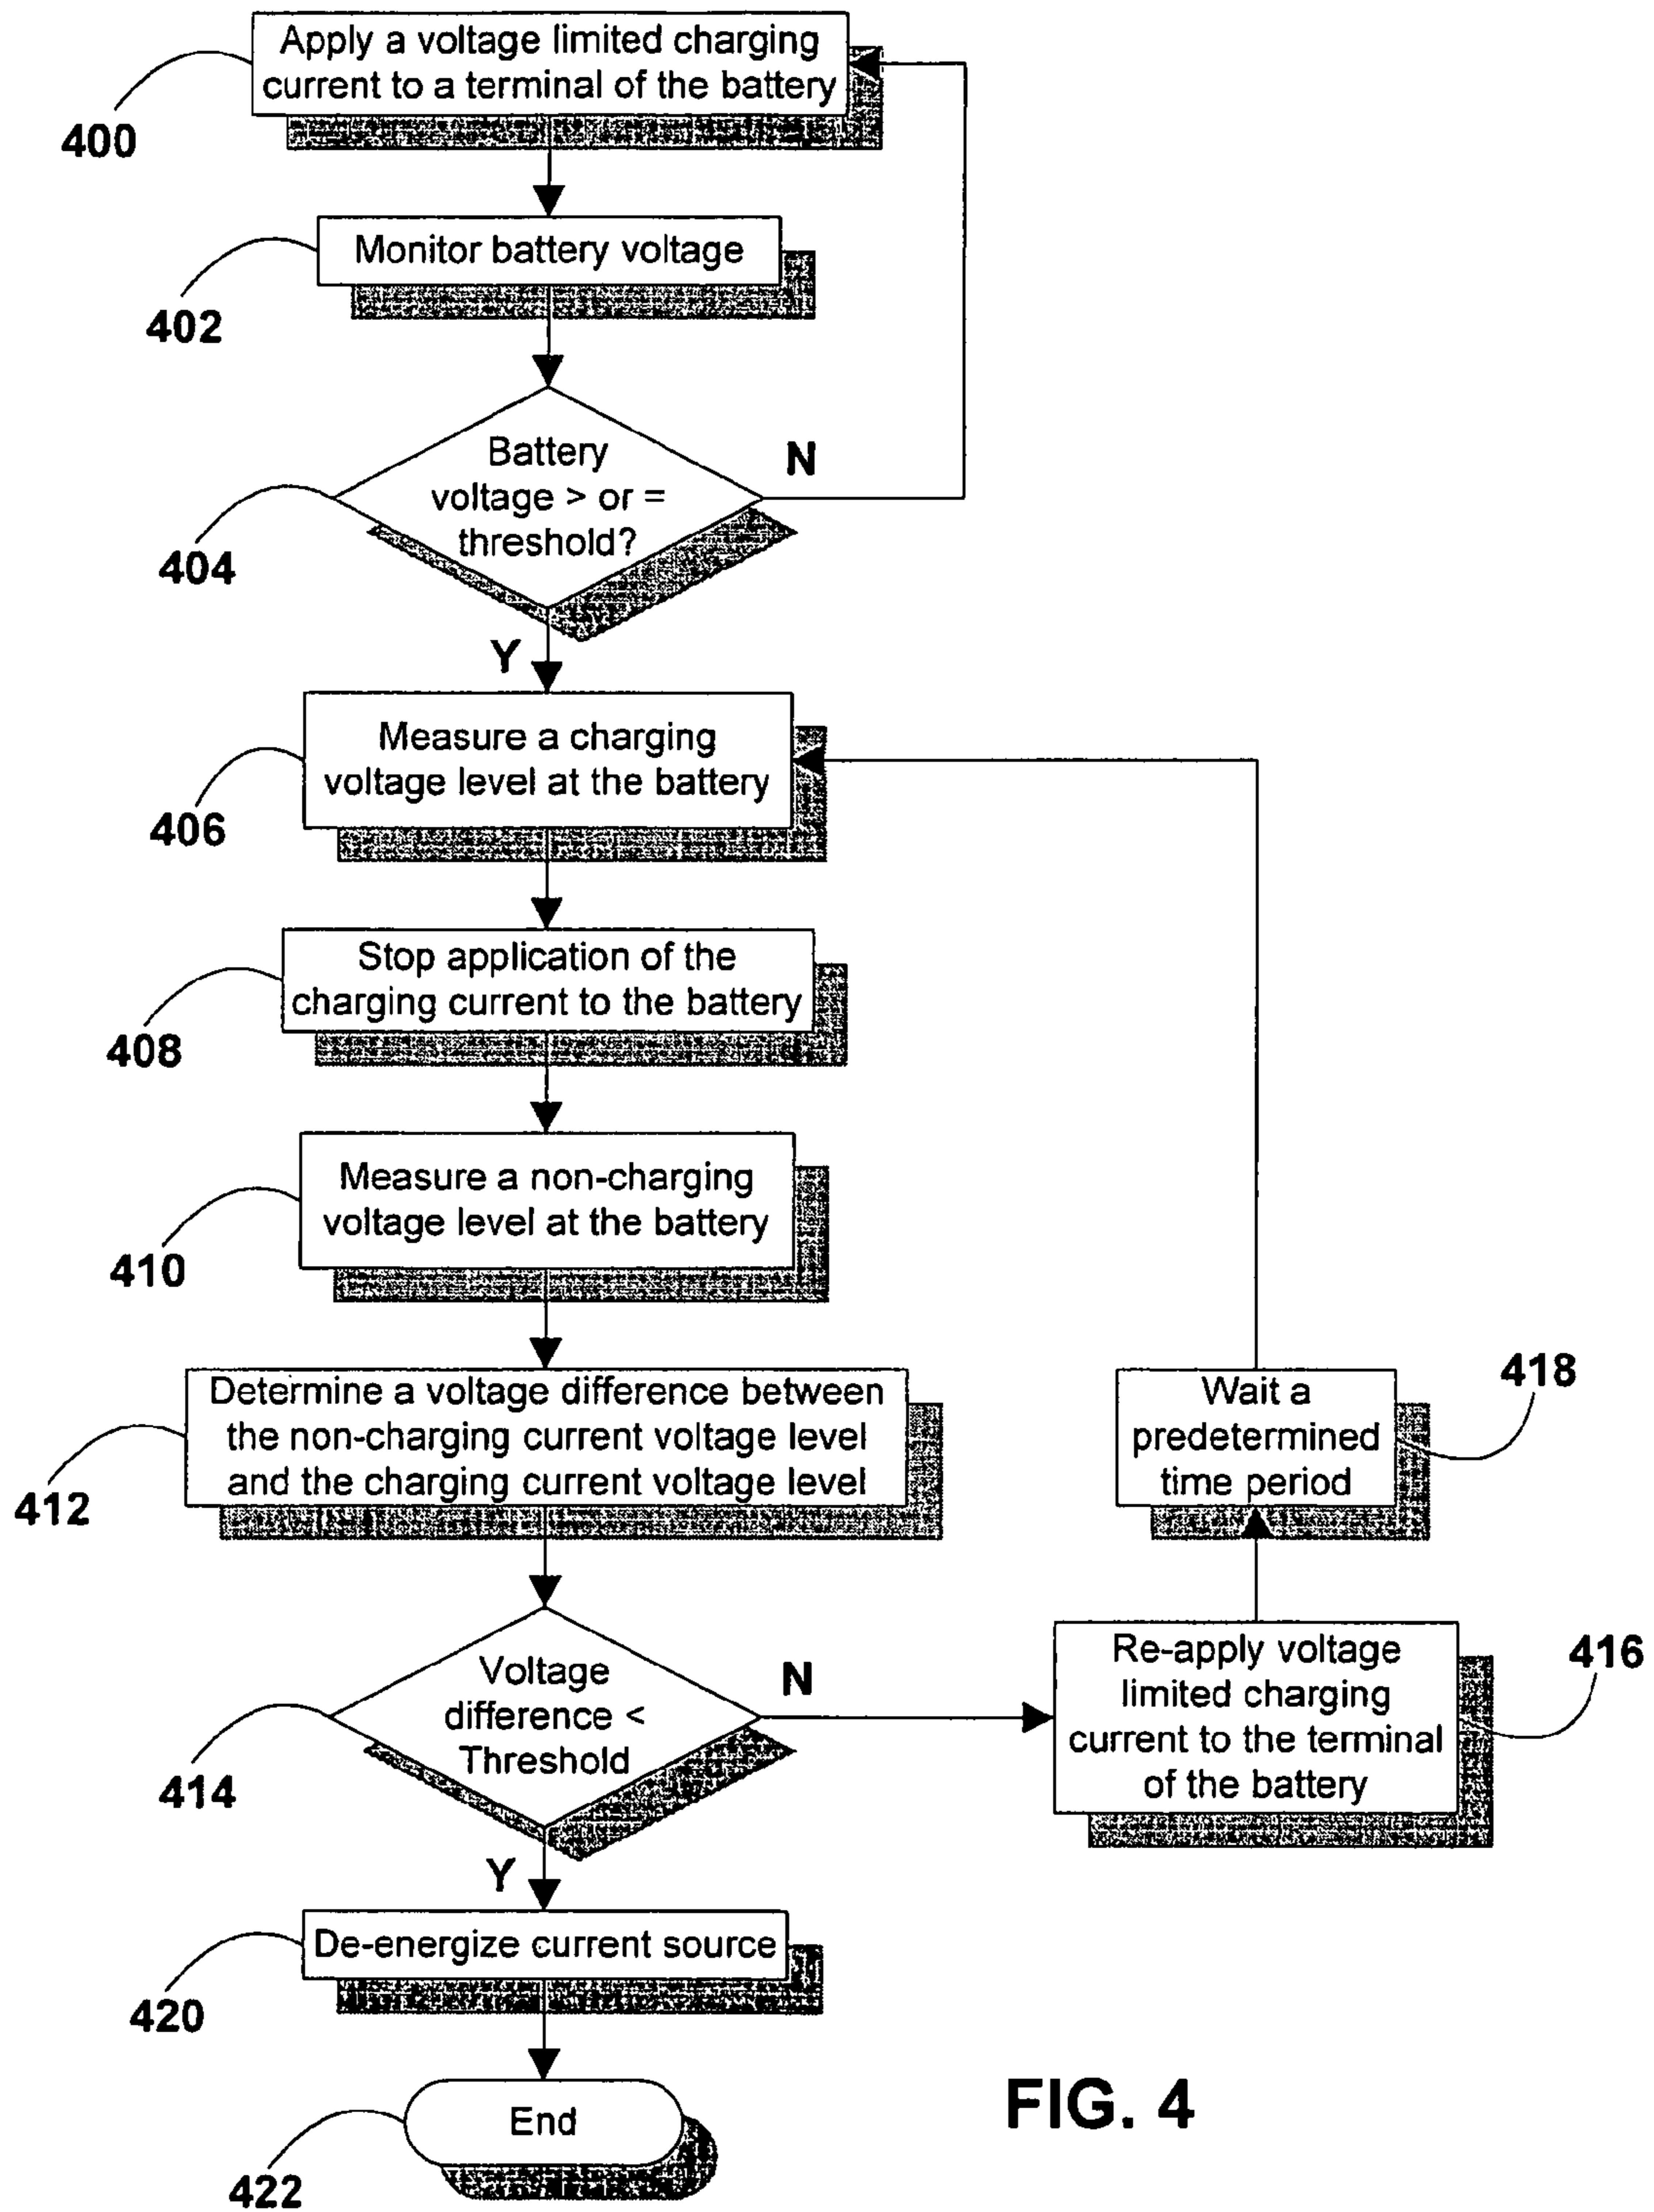 Apply a voltage limited charging
current to a terminal of the battery
400
Monitor battery voltage
402
Battery
voltage > or =
threshold?
N
404
Y
Measure a charging
voltage level at the battery
406
Stop application of the
charging current to the battery
408
Measure a non-charging
voltage level at the battery
410
Determine a voltage difference between
the non-charging current voltage level
and the charging current voltage level
412
Wait a
predetermined
time period
418
Voltage
difference <
Threshold
N
414
Re-apply voltage
limited charging
current to the terminal
of the battery
416
Y
De-energize current source
420
End
422
FIG. 4